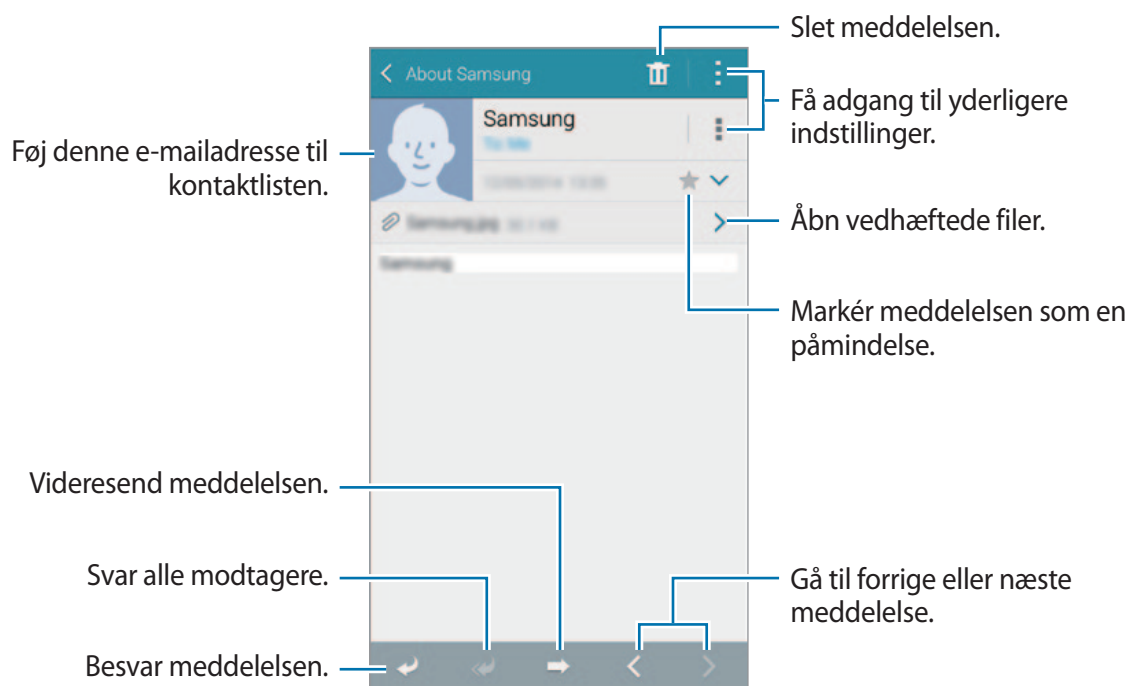 Slet meddelelsen.
About Samsung
Få adgang til yderligere
indstillinger.
Samsung
Føj denne e-mailadresse til
kontaktlisten.
Åbn vedhæftede filer.
Samsung
Markér meddelelsen som en
påmindelse.
Videresend meddelelsen.
Svar alle modtagere.
Gå til forrige eller næste
meddelelse.
Besvar meddelelsen.